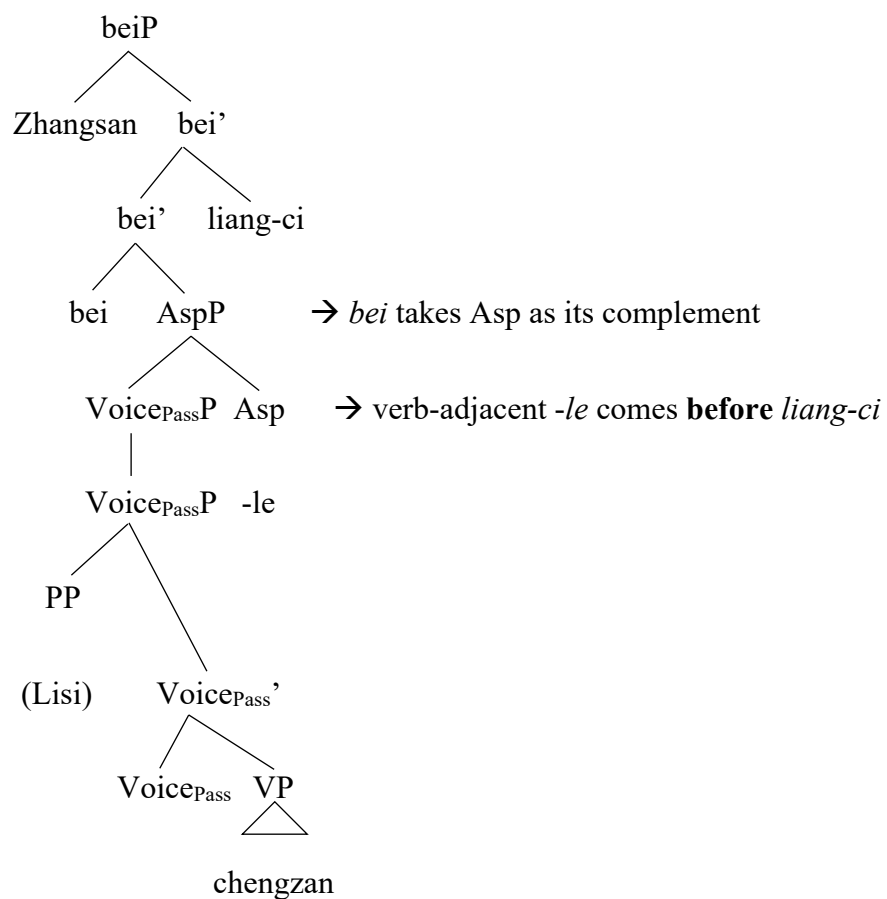 beiP
Zhangsan bei’
bei’ liang-ci
bei AspP → bei takes Asp as its complement
VoicePassP Asp → verb-adjacent -le comes before liang-ci
VoicePassP -le
PP
(Lisi) VoicePass’
VoicePass VP
chengzan